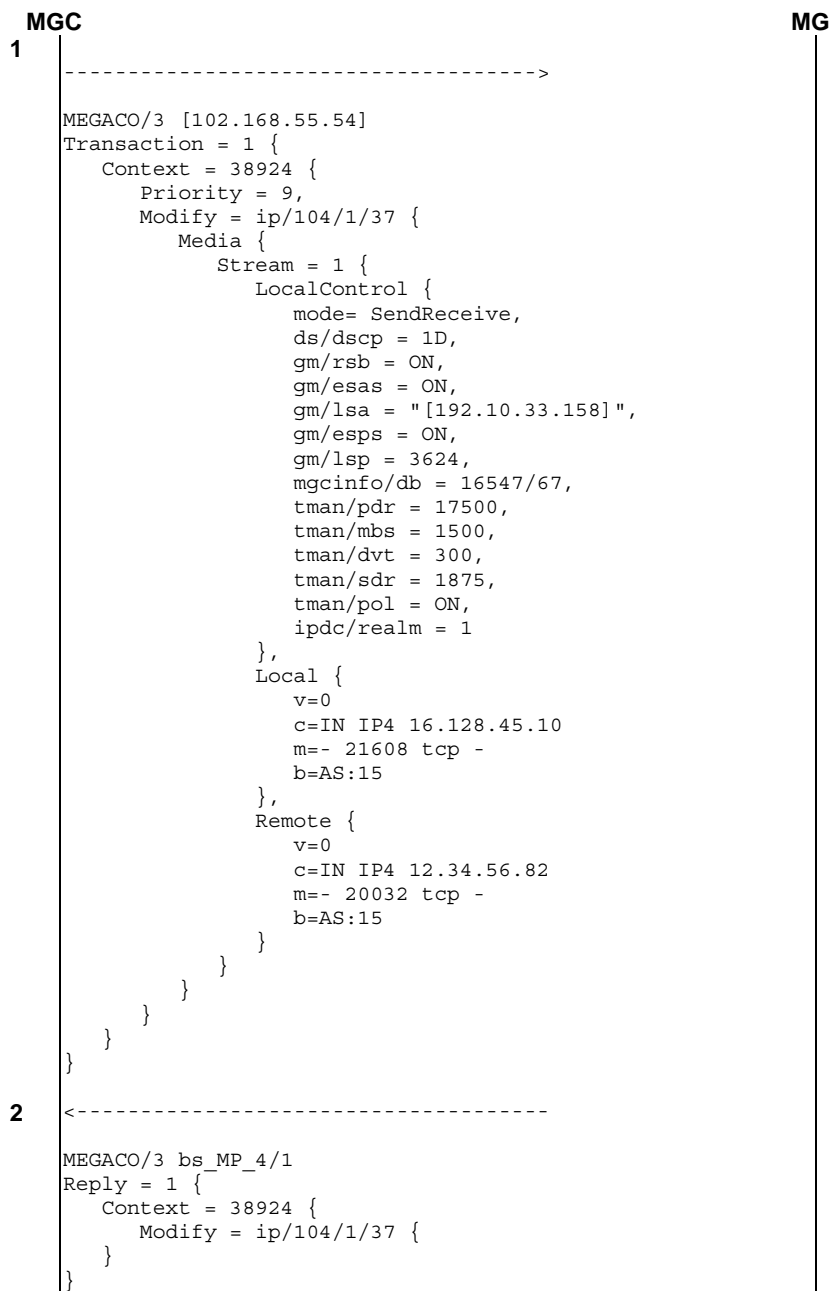 MGC MG
1
------------------------------------->
MEGACO/3 [102.168.55.54]
Transaction = 1 {
Context = 38924 {
Priority = 9,
Modify = ip/104/1/37 {
Media {
Stream = 1 {
LocalControl {
mode= SendReceive,
ds/dscp = 1D,
gm/rsb = ON,
gm/esas = ON,
gm/lsa = "[192.10.33.158]",
gm/esps = ON,
gm/lsp = 3624,
mgcinfo/db = 16547/67,
tman/pdr = 17500,
tman/mbs = 1500,
tman/dvt = 300,
tman/sdr = 1875,
tman/pol = ON,
ipdc/realm = 1
},
Local {
v=0
c=IN IP4 16.128.45.10
m=- 21608 tcp -
b=AS:15
},
Remote {
v=0
c=IN IP4 12.34.56.82
m=- 20032 tcp -
b=AS:15
}
}
}
}
}
}
2 <-------------------------------------
MEGACO/3 bs_MP_4/1
Reply = 1 {
Context = 38924 {
Modify = ip/104/1/37 {
}
}